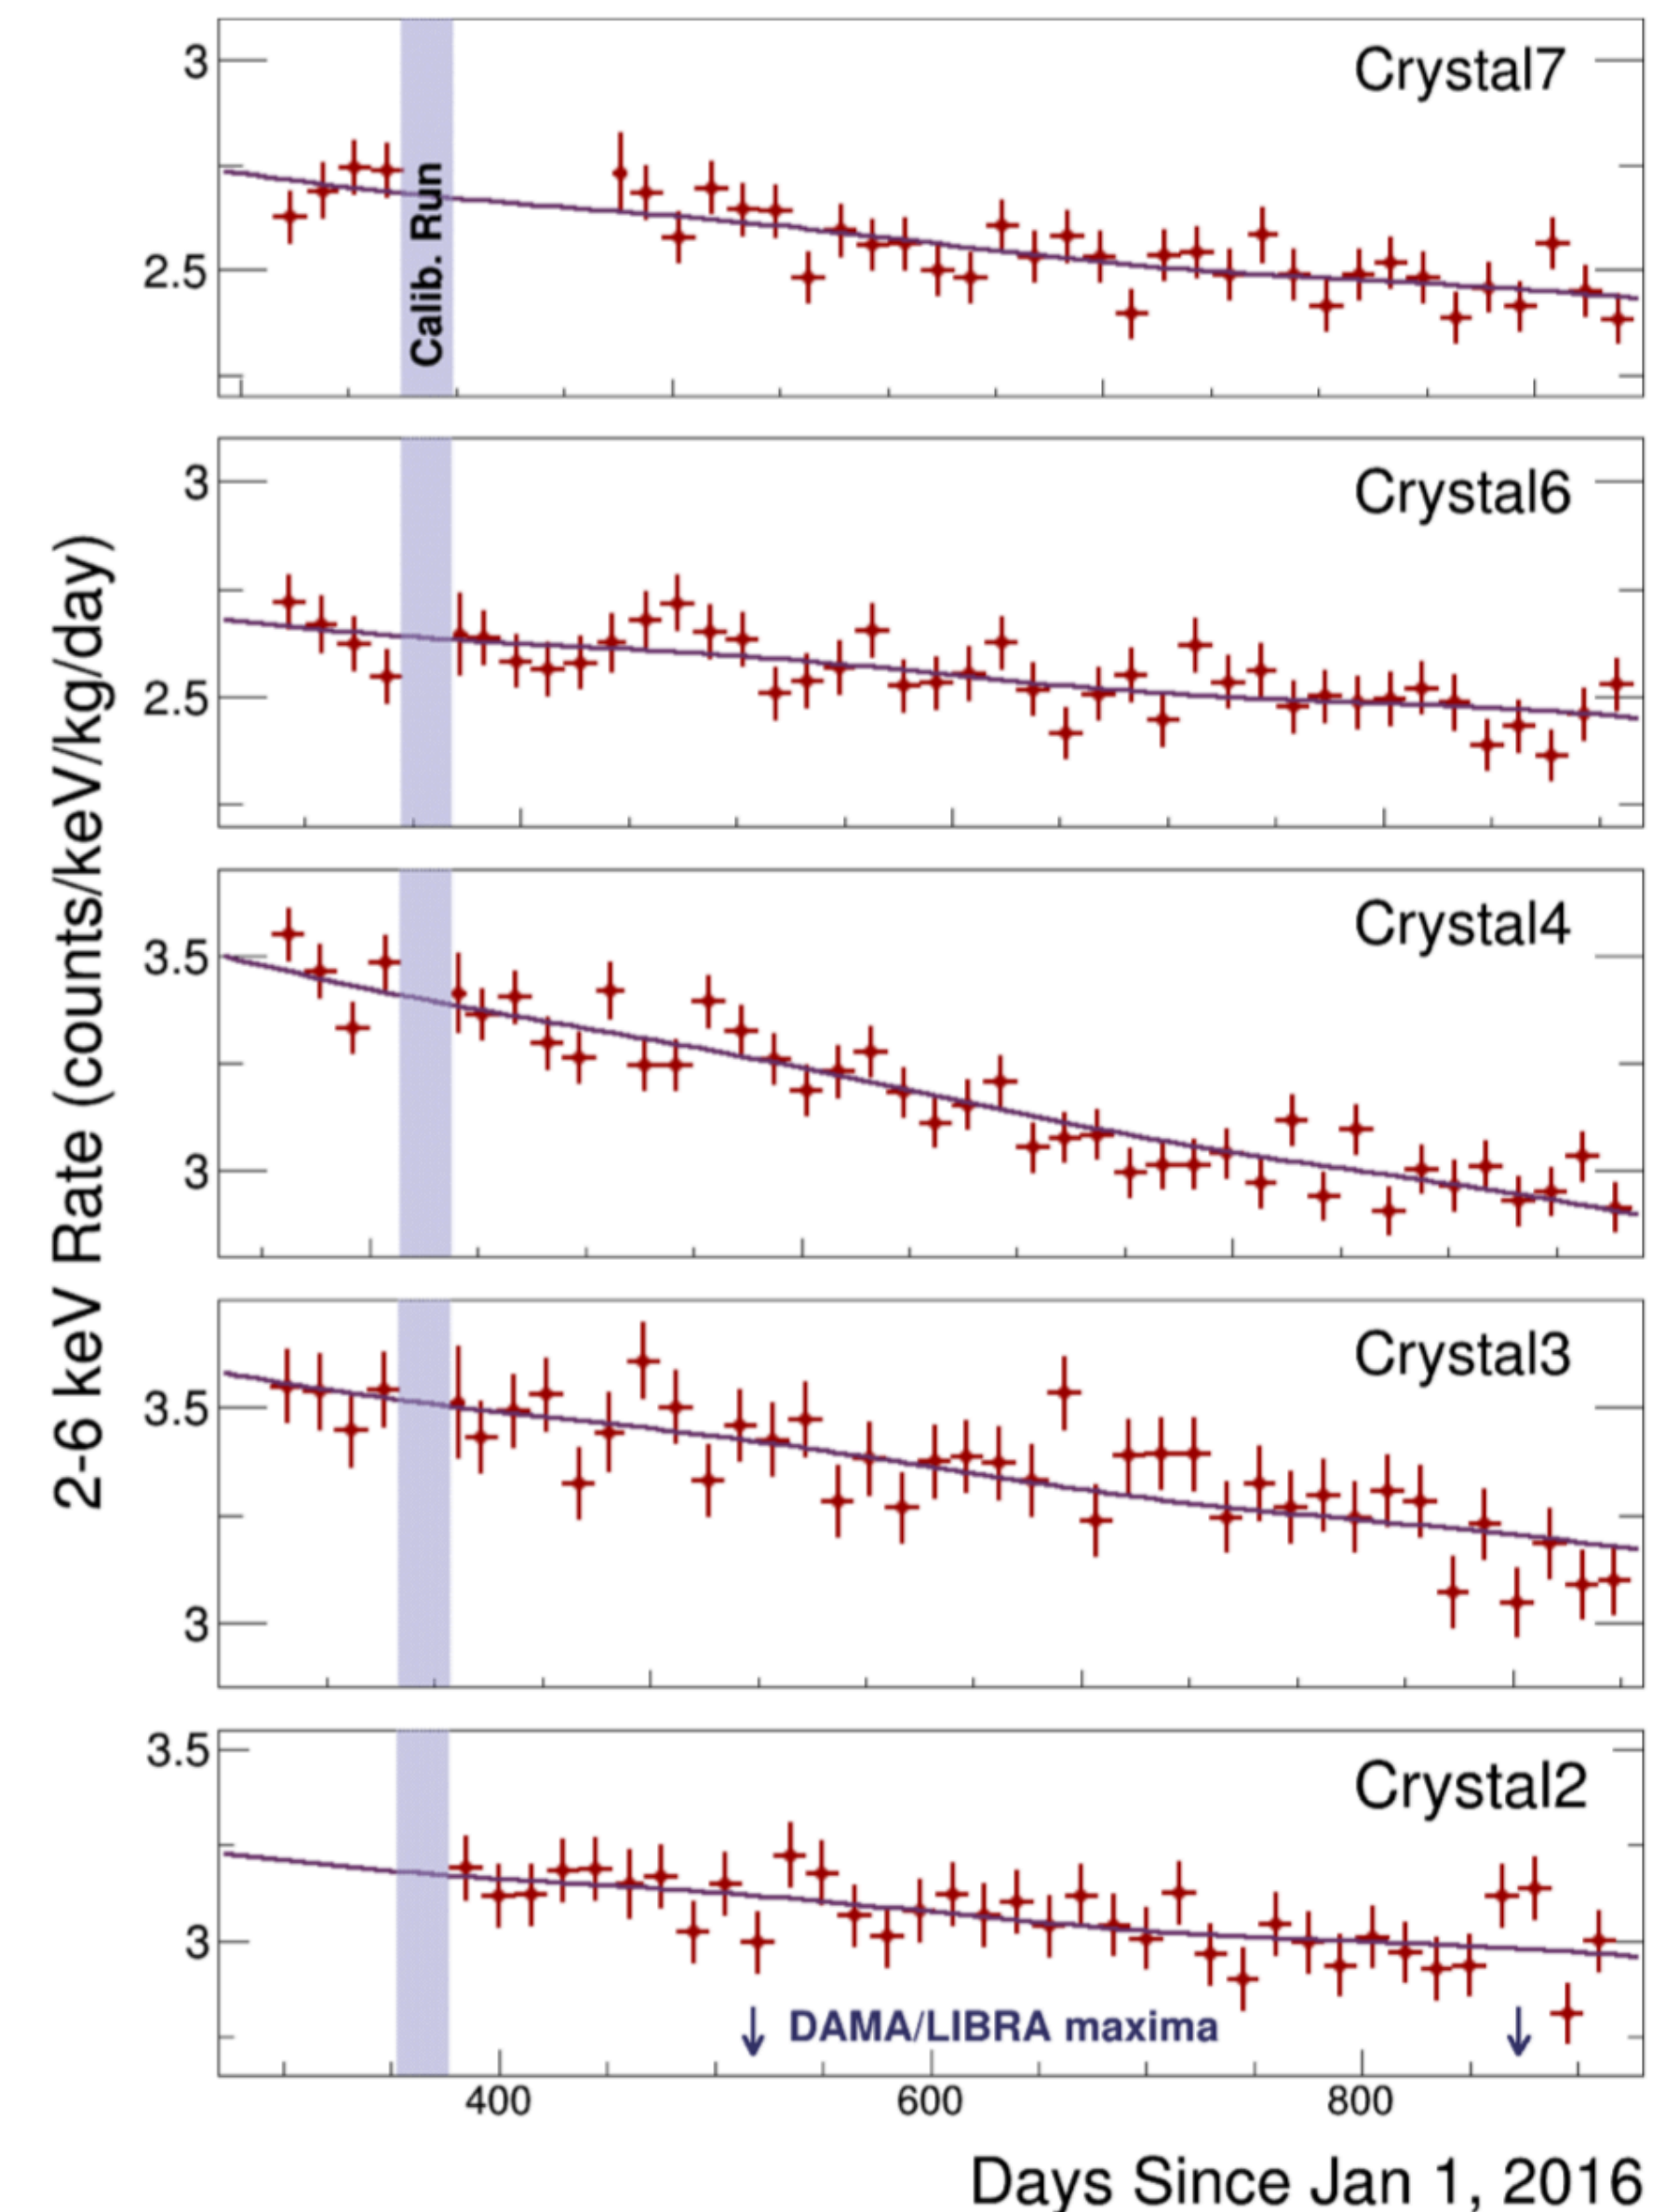 3
Crystal7
2.5
Calib. Run
3
Crystal6
2.5
2-6 keV Rate (counts/keV/kg/day)
3.5
Crystal4
3
3.5
Crystal3
3
3.5
Crystal2
3
DAMA/LIBRA maxima
400 600 800
Days Since Jan 1, 2016